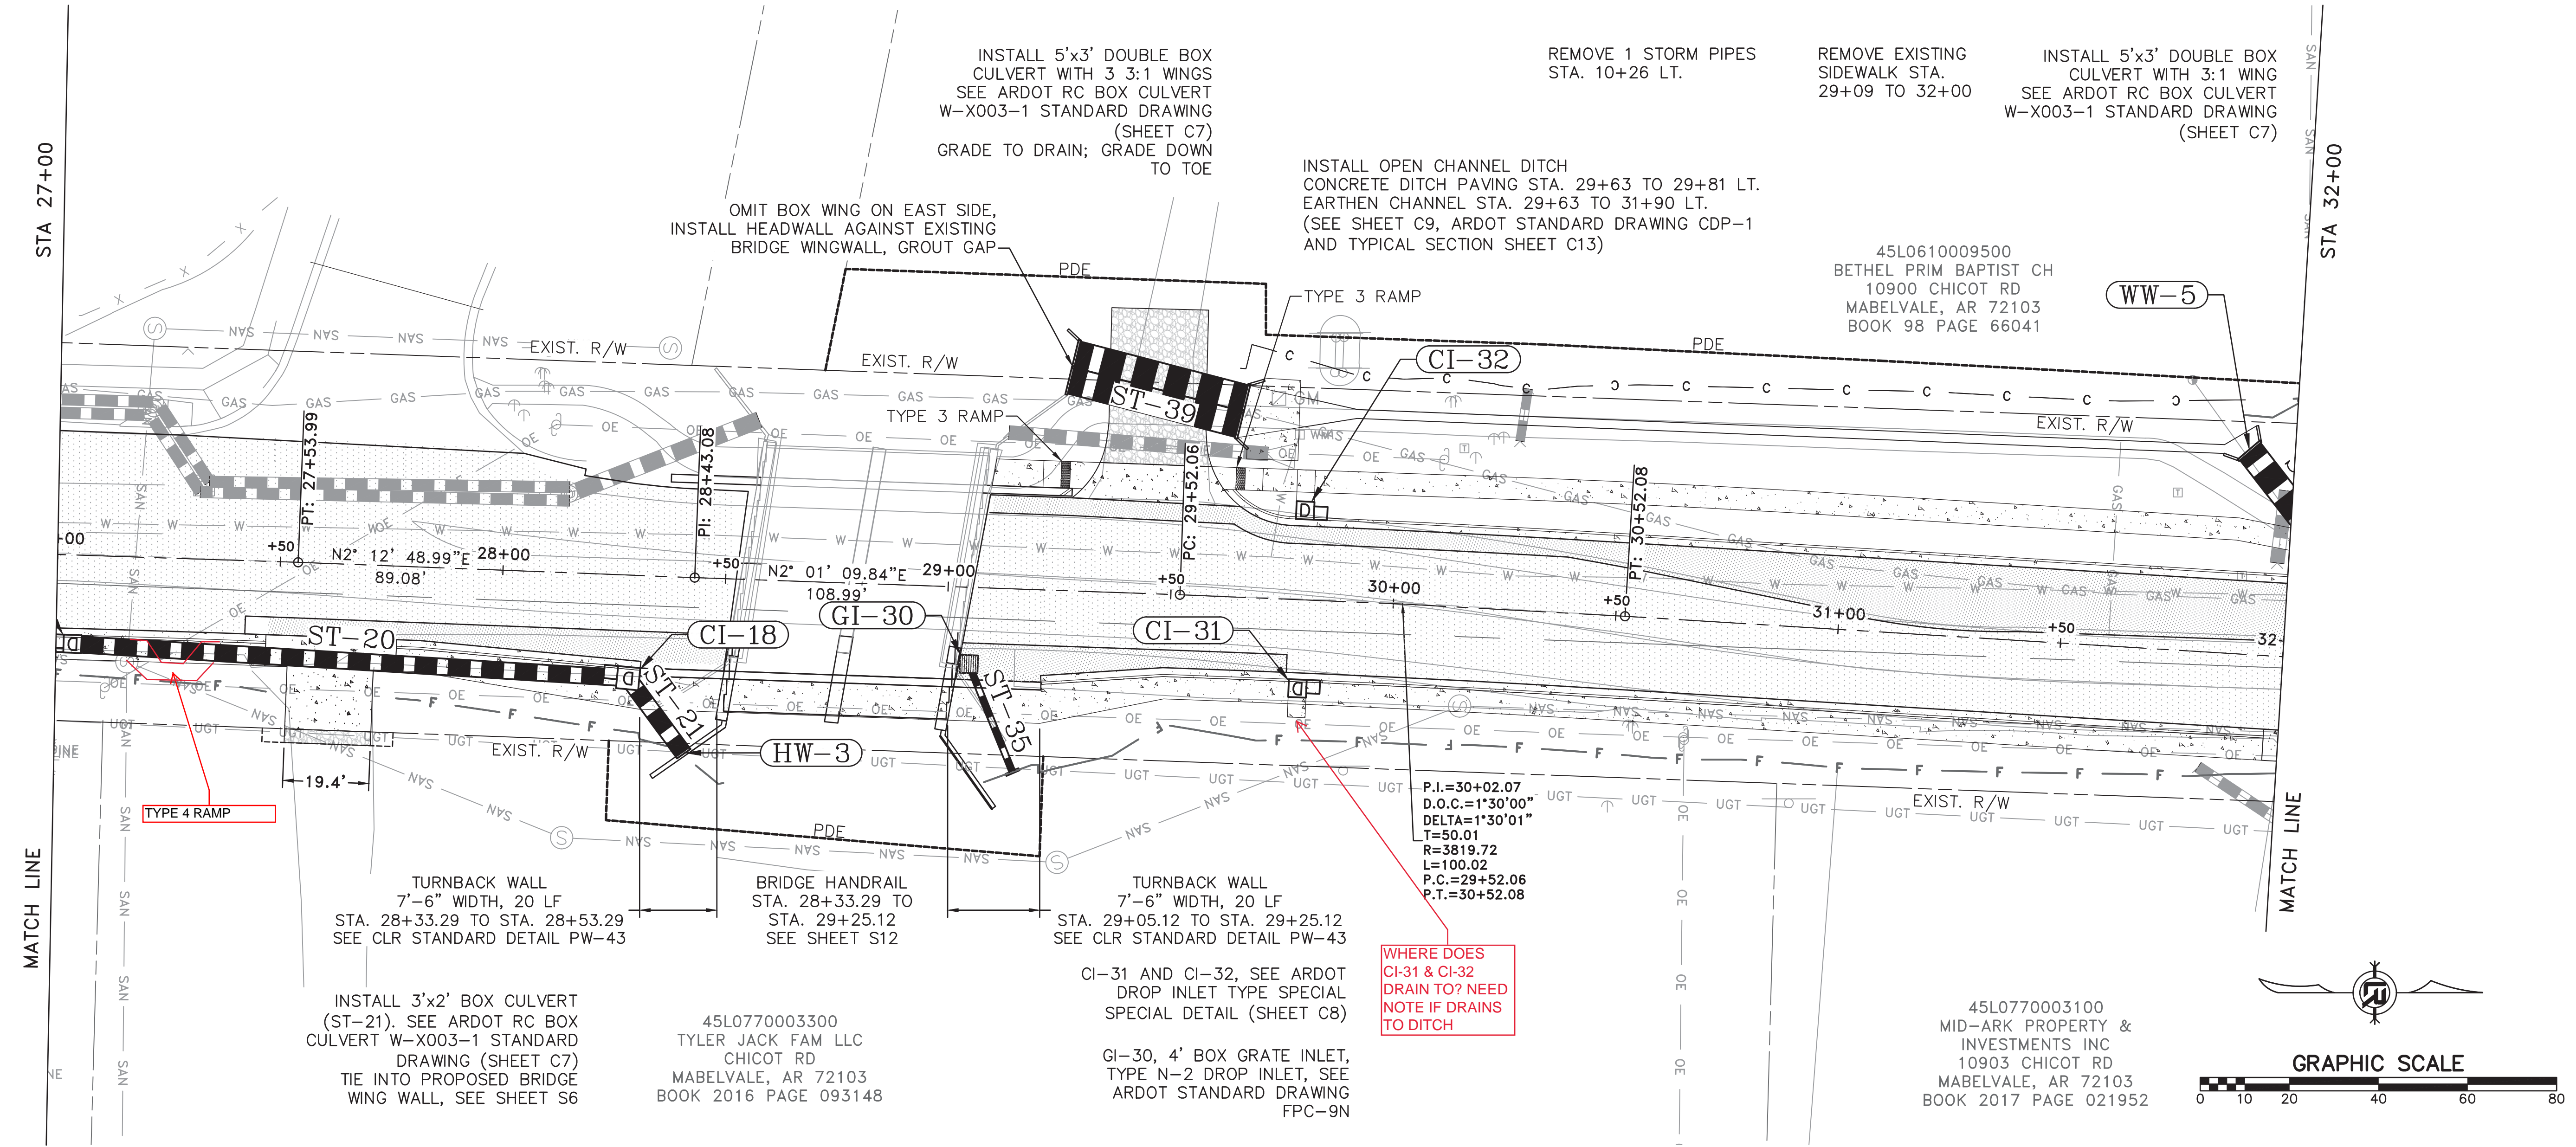 INSTALL 5'x3' DOUBLE BOX
CULVERT WITH 3 3:1 WINGS
SEE ARDOT RC BOX CULVERT
W-X003-1 STANDARD DRAWING
(SHEET C7)
GRADE TO DRAIN; GRADE DOWN
TO TOE
REMOVE 1 STORM PIPES
STA. 10+26 LT.
REMOVE EXISTING
SIDEWALK STA.
29+09 TO 32+00
INSTALL 5'x3' DOUBLE BOX
CULVERT WITH 3:1 WING
SEE ARDOT RC BOX CULVERT
W-X003-1 STANDARD DRAWING
(SHEET C7)
STA 27+00
STA 32+00
INSTALL OPEN CHANNEL DITCH
CONCRETE DITCH PAVING STA. 29+63 TO 29+81 LT.
EARTHEN CHANNEL STA. 29+63 TO 31+90 LT.
(SEE SHEET C9, ARDOT STANDARD DRAWING CDP-1
AND TYPICAL SECTION SHEET C13)
OMIT BOX WING ON EAST SIDE,
INSTALL HEADWALL AGAINST EXISTING
BRIDGE WINGWALL, GROUT GAP
45L0610009500
BETHEL PRIM BAPTIST CH
10900 CHICOT RD
MABELVALE, AR 72103
BOOK 98 PAGE 66041
PDE
TYPE 3 RAMP
WW-5
PDE
EXIST. R/W
EXIST. R/W
CI-32
ST-39
GM
TYPE 3 RAMP
EXIST. R/W
PT: 27+53.99
PI: 28+43.08
PC: 29+52.06
PT: 30+52.08
+00
+50
N2° 12' 48.99"E
89.08'
28+00
+50
N2° 01' 09.84"E
108.99'
29+00
+50
30+00
+50
31+00
+50
32-
ST-20
CI-18
GI-30
CI-31
ST-21
ST-35
HW-3
EXIST. R/W
19.4'
TYPE 4 RAMP
PDE
EXIST. R/W
P.I.=30+02.07
D.O.C.=1°30'00"
DELTA=1°30'01"
T=50.01
R=3819.72
L=100.02
P.C.=29+52.06
P.T.=30+52.08
MATCH LINE
MATCH LINE
TURNBACK WALL
7'-6" WIDTH, 20 LF
STA. 28+33.29 TO STA. 28+53.29
SEE CLR STANDARD DETAIL PW-43
BRIDGE HANDRAIL
STA. 28+33.29 TO
STA. 29+25.12
SEE SHEET S12
TURNBACK WALL
7'-6" WIDTH, 20 LF
STA. 29+05.12 TO STA. 29+25.12
SEE CLR STANDARD DETAIL PW-43
WHERE DOES
CI-31 & CI-32
DRAIN TO? NEED
NOTE IF DRAINS
TO DITCH
CI-31 AND CI-32, SEE ARDOT
DROP INLET TYPE SPECIAL
SPECIAL DETAIL (SHEET C8)
INSTALL 3'x2' BOX CULVERT
(ST-21). SEE ARDOT RC BOX
CULVERT W-X003-1 STANDARD
DRAWING (SHEET C7)
TIE INTO PROPOSED BRIDGE
WING WALL, SEE SHEET S6
45L0770003300
TYLER JACK FAM LLC
CHICOT RD
MABELVALE, AR 72103
BOOK 2016 PAGE 093148
GI-30, 4' BOX GRATE INLET,
TYPE N-2 DROP INLET, SEE
ARDOT STANDARD DRAWING
FPC-9N
45L0770003100
MID-ARK PROPERTY &
INVESTMENTS INC
10903 CHICOT RD
MABELVALE, AR 72103
BOOK 2017 PAGE 021952
GRAPHIC SCALE
0 10 20 40 60 80